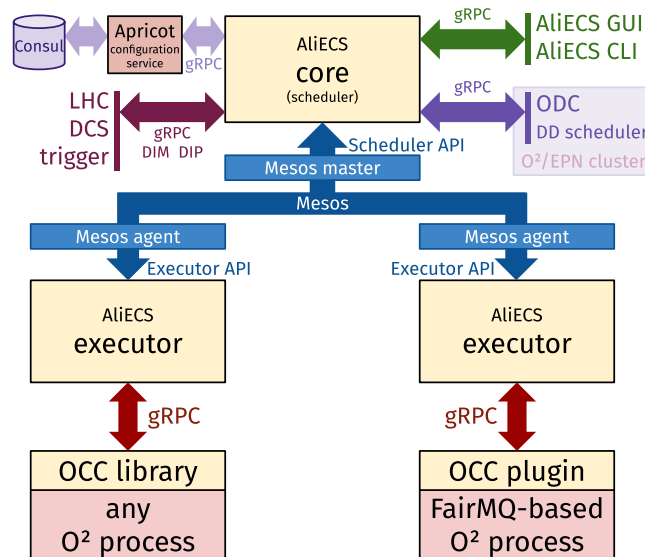 Consul
Apricot
configuration
service
gRPC
AliECS
core
(scheduler)
gRPC
AliECS GUI
AliECS CLI
LHC
DCS
trigger
gRPC
DIM DIP
gRPC
ODC
DD scheduler
O²/EPN cluster
Scheduler API
Mesos master
Mesos
Mesos agent
Mesos agent
Executor API
Executor API
AliECS
executor
AliECS
executor
gRPC
gRPC
OCC library
any
O² process
OCC plugin
FairMQ-based
O² process